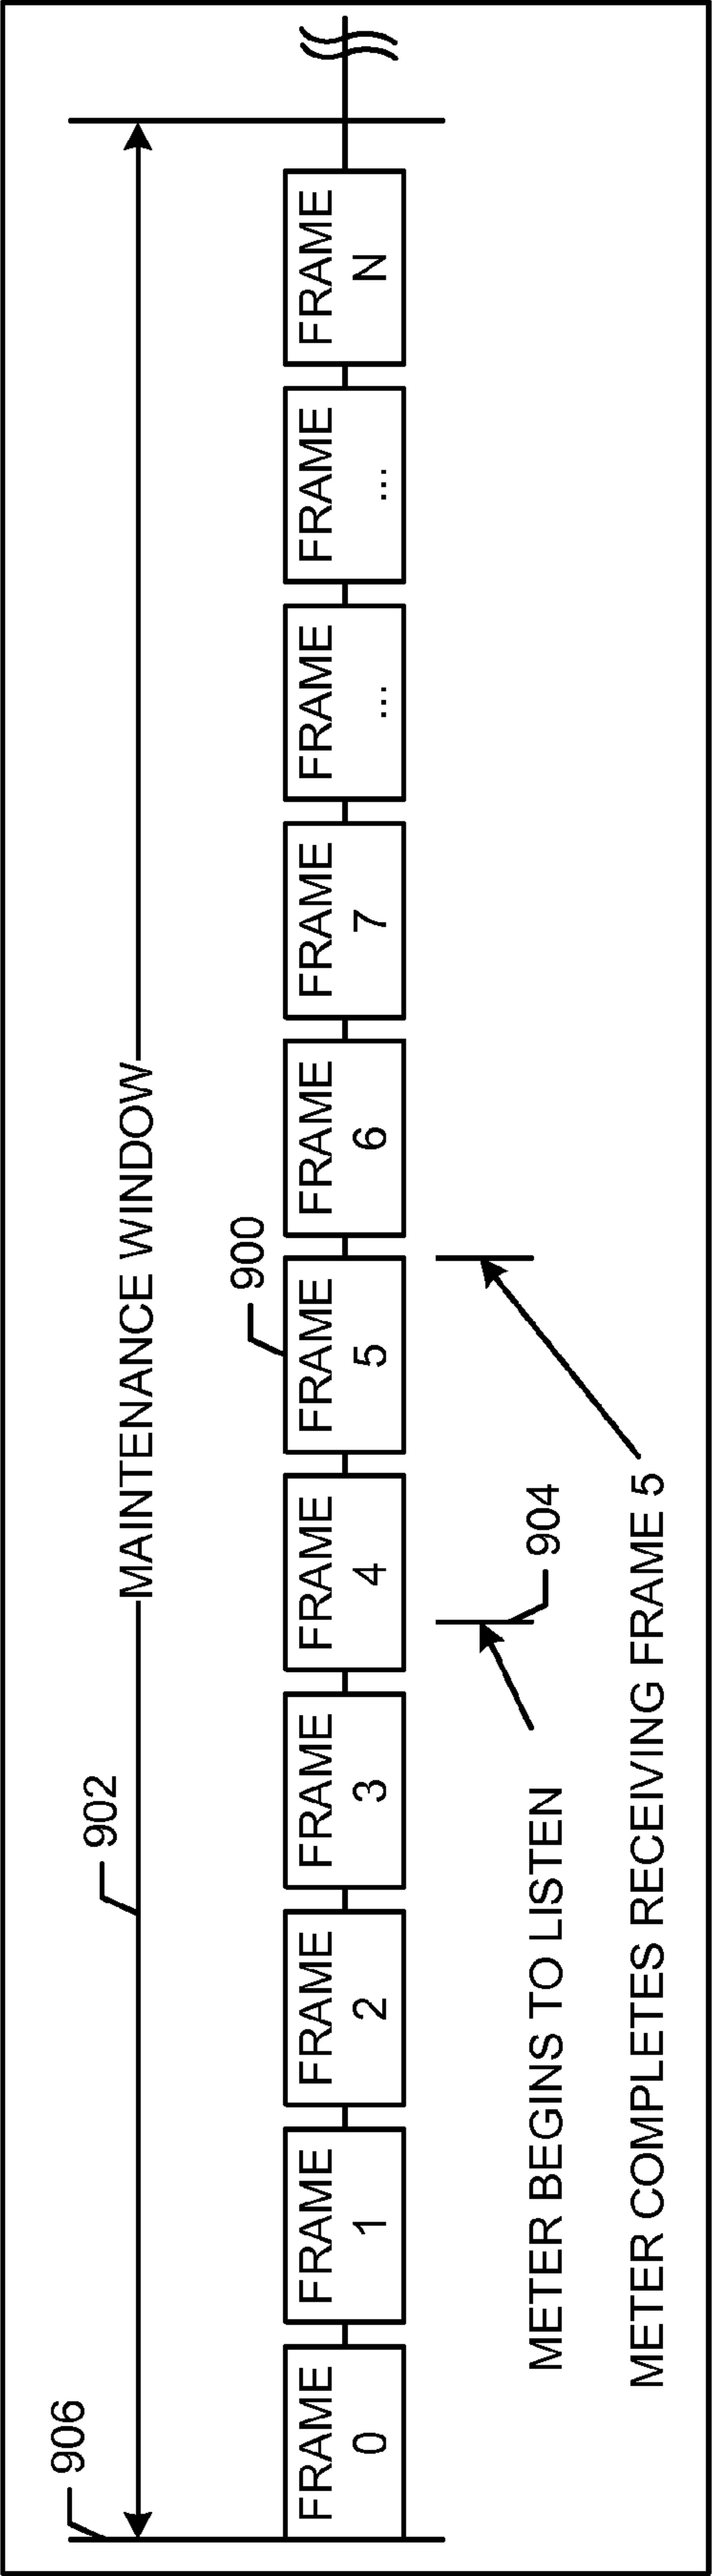 906
902
MAINTENANCE WINDOW
900
FRAME
0
FRAME
1
FRAME
2
FRAME
3
FRAME
4
FRAME
5
FRAME
6
FRAME
7
FRAME
...
FRAME
...
FRAME
N
904
METER BEGINS TO LISTEN
METER COMPLETES RECEIVING FRAME 5